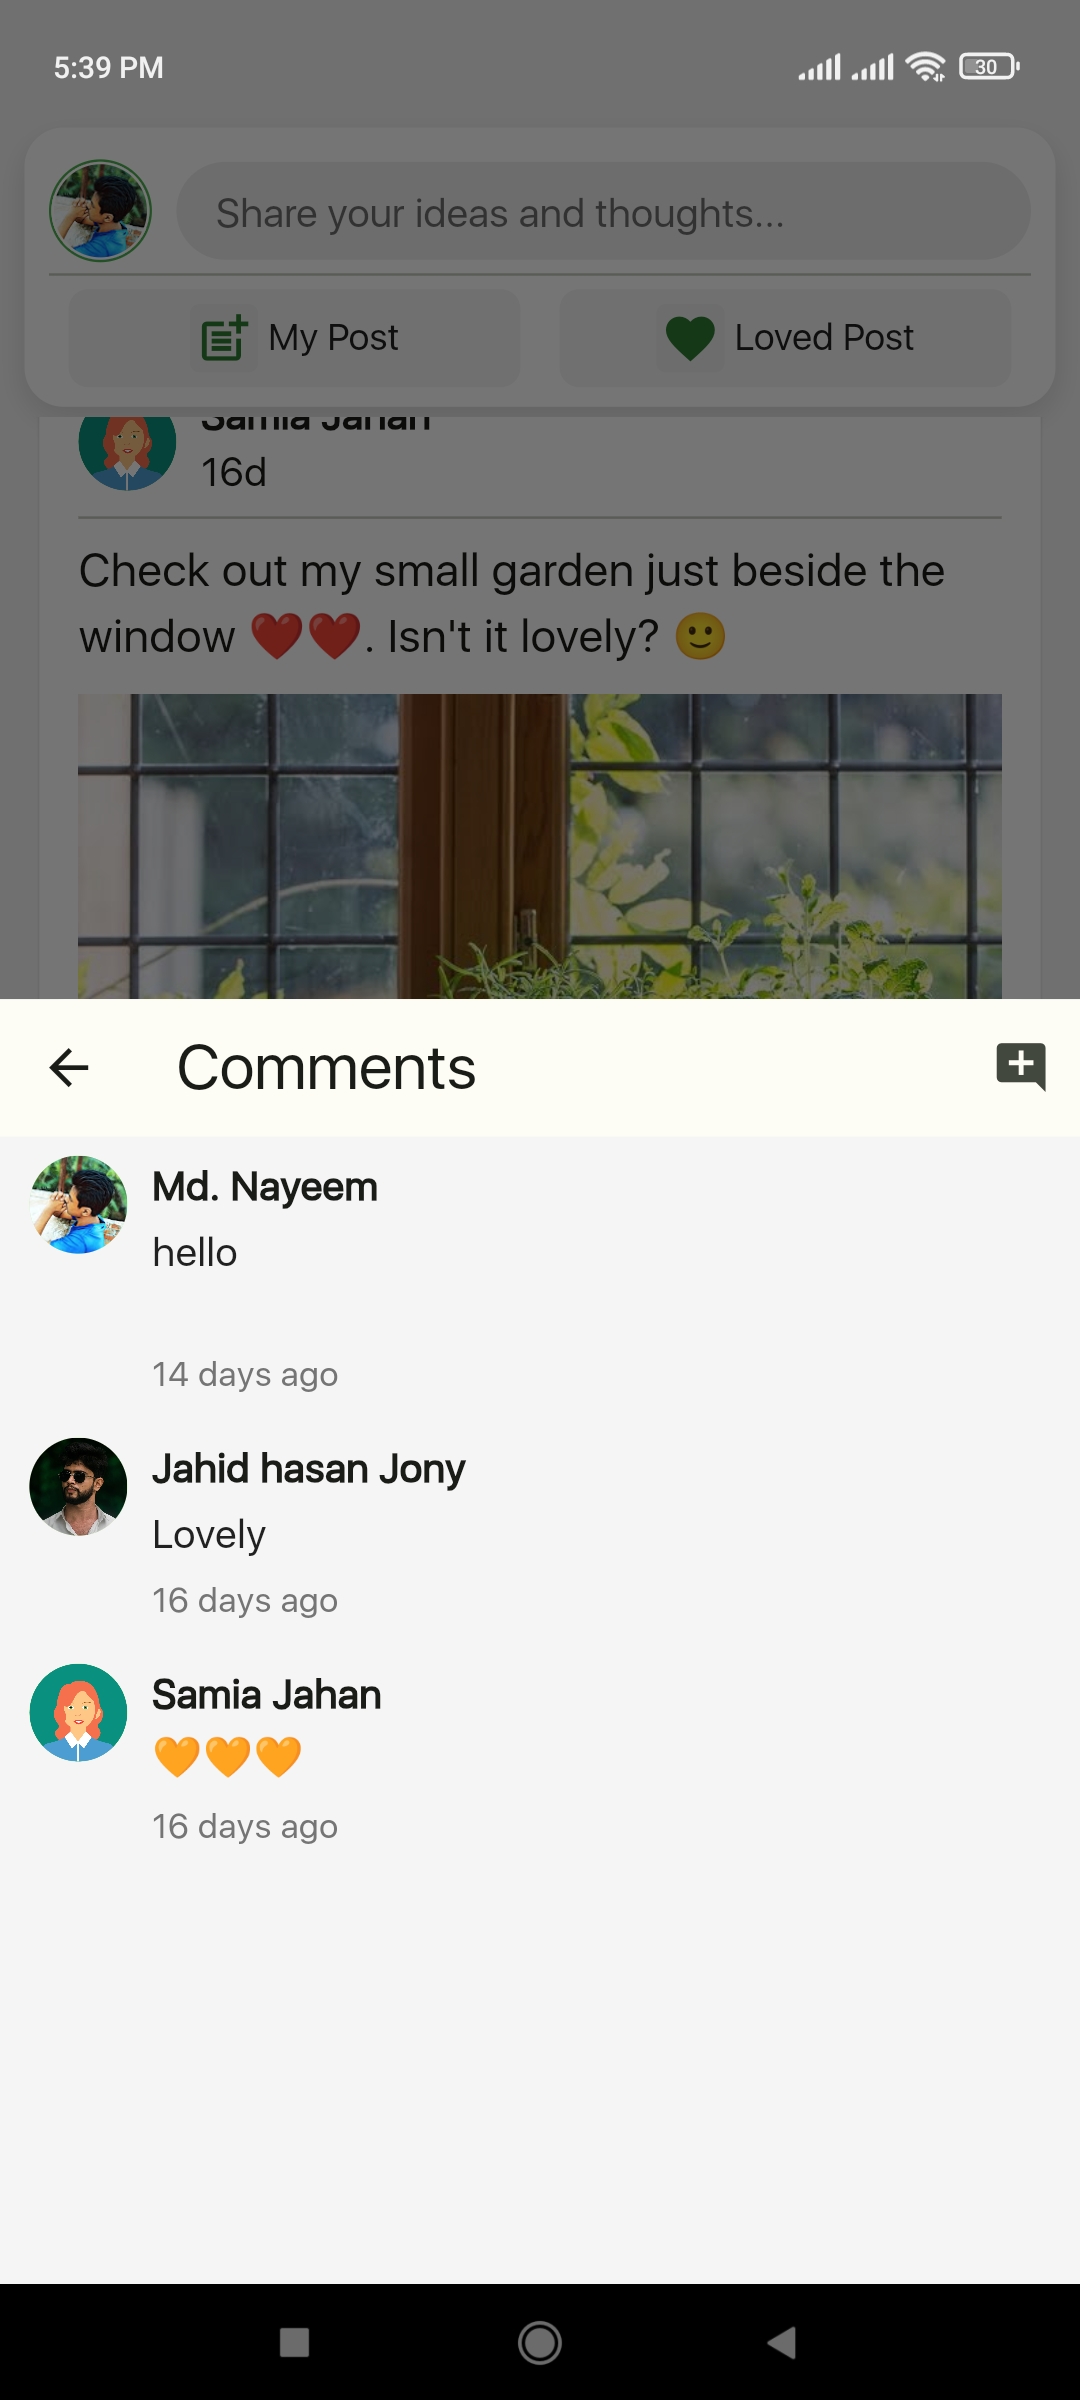 5:39 PM
30
Share your ideas and thoughts...
My Post
Loved Post
Samia Jahan
16d
Check out my small garden just beside the
window ❤️❤️. Isn't it lovely? 🙂
Comments
Md. Nayeem
hello
14 days ago
Jahid hasan Jony
Lovely
16 days ago
Samia Jahan
🧡🧡🧡
16 days ago